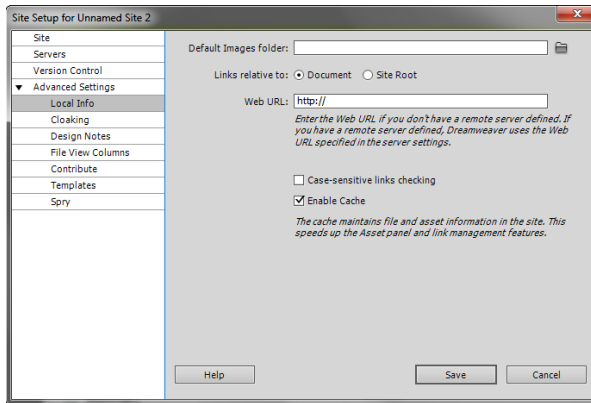 Site Setup for Unnamed Site 2
Site
Servers
Version Control
Advanced Settings
Local Info
Cloaking
Design Notes
File View Columns
Contribute
Templates
Spry
Default Images folder:
Links relative to: Document Site Root
Web URL: http://
Enter the Web URL if you don't have a remote server defined. If
you have a remote server defined, Dreamweaver uses the Web
URL specified in the server settings.
Case-sensitive links checking
Enable Cache
The cache maintains file and asset information in the site. This
speeds up the Asset panel and link management features.
Help Save Cancel